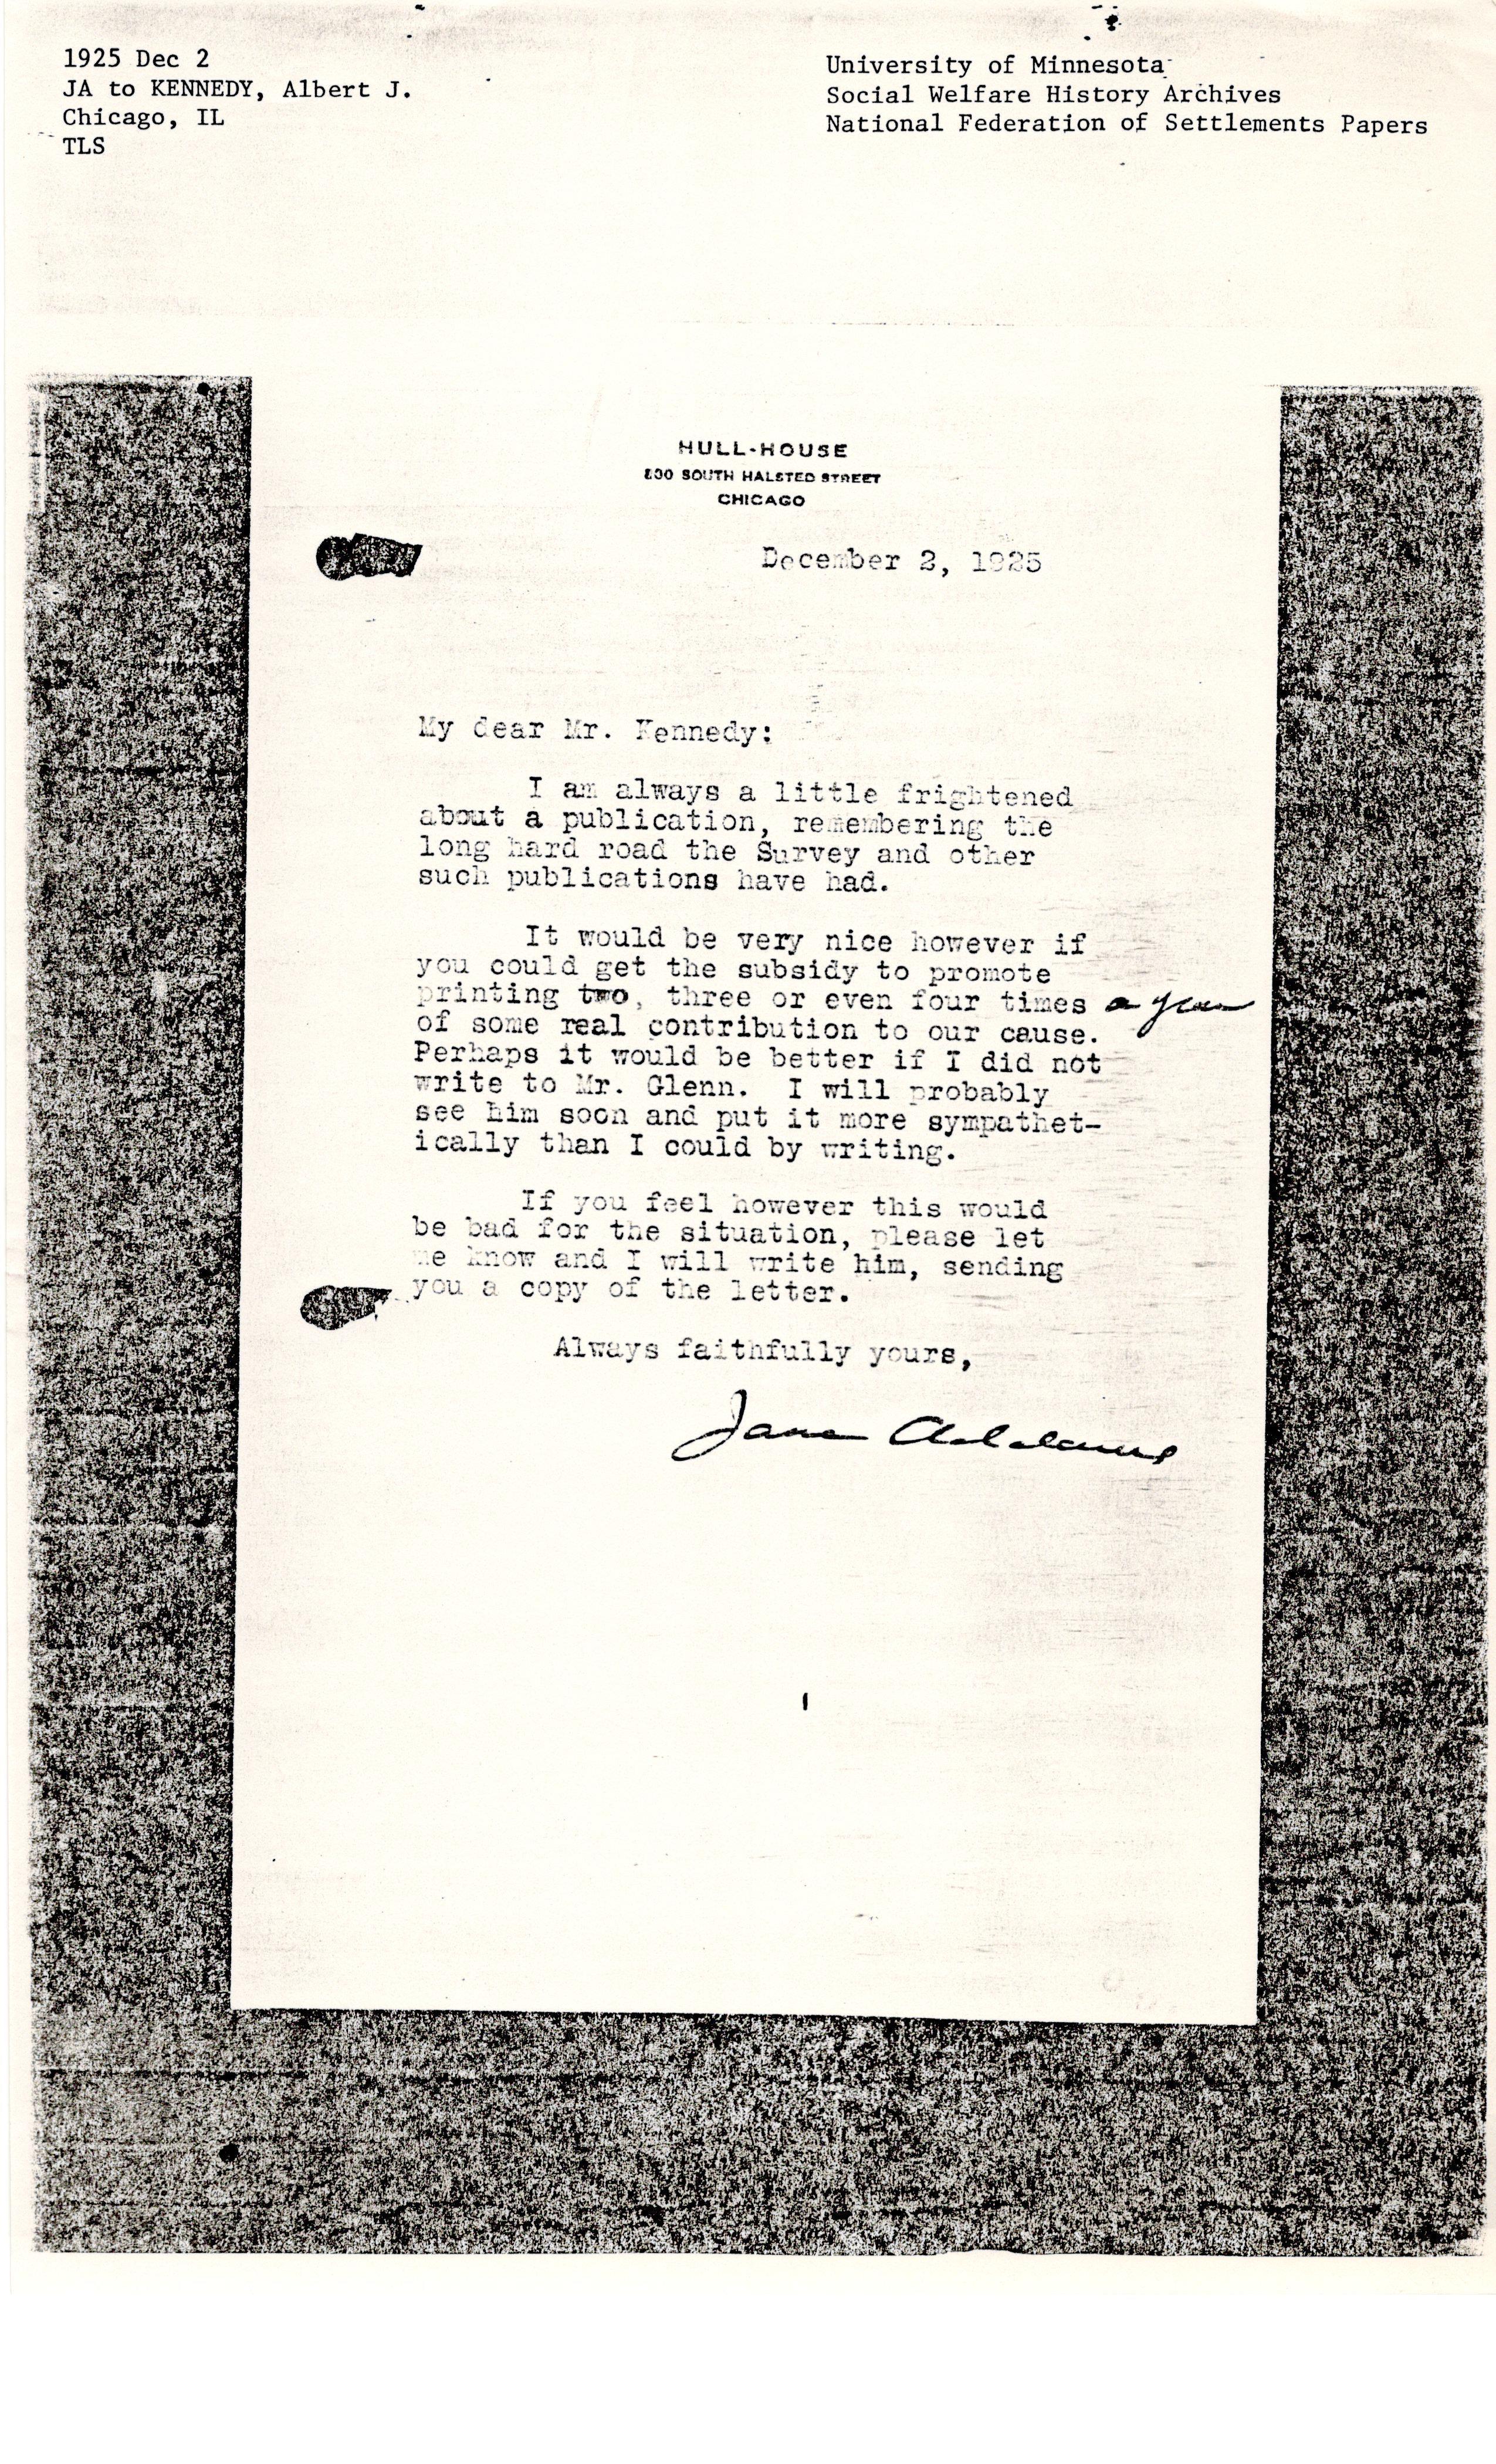 1925 Dec 2
JA to KENNEDY, Albert J.
Chicago, IL
TLS
University of Minnesota
Social Welfare History Archives
National Federation of Settlements Papers
HULL-HOUSE
800 SOUTH HALSTED STREET
CHICAGO
December 2, 1925
My dear Mr. Kennedy:
I am always a little frightened
about a publication, remembering the
long hard road the Survey and other
such publications have had.
It would be very nice however if
you could get the subsidy to promote
printing two, three or even four times a year
of some real contribution to our cause.
Perhaps it would be better if I did not
write to Mr. Glenn. I will probably
see him soon and put it more sympathet-
ically than I could by writing.
If you feel however this would
be bad for the situation, please let
me know and I will write him, sending
you a copy of the letter.
Always faithfully yours,
Jane Addams